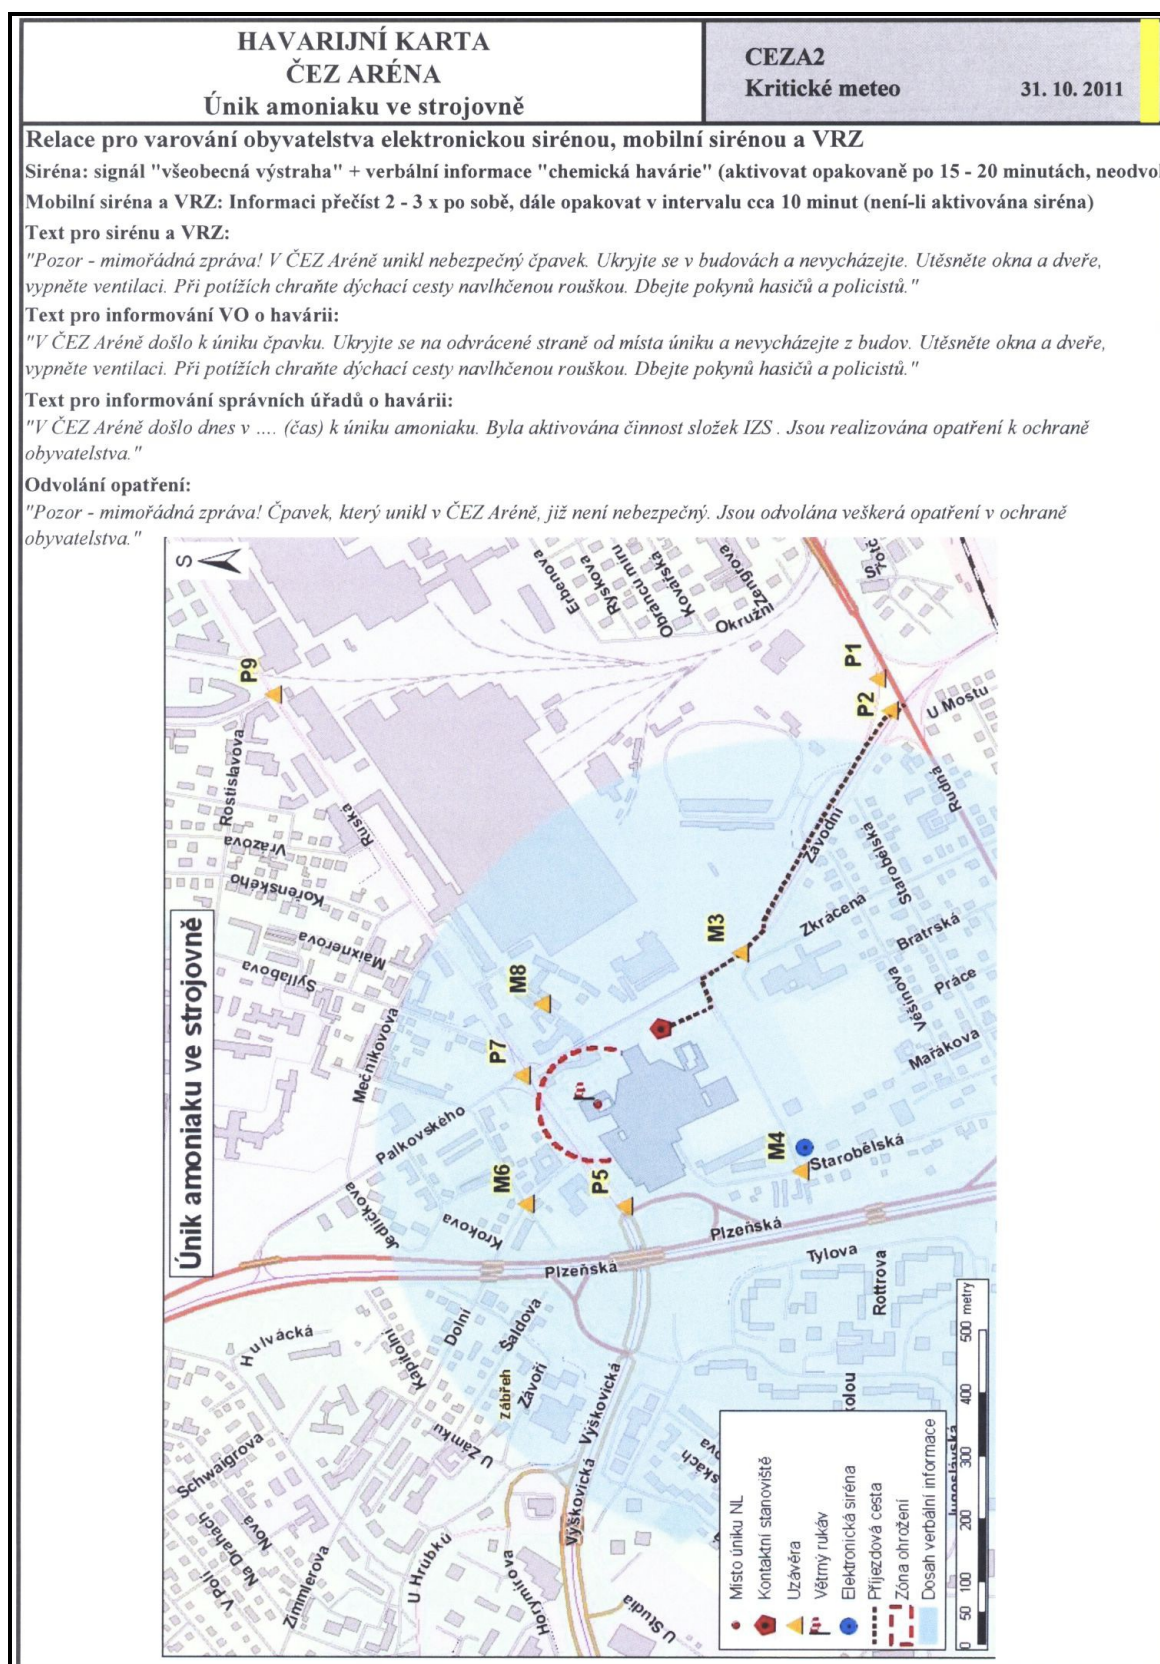 HAVARIJNÍ KARTA
ČEZ ARÉNA
Únik amoniaku ve strojovně
CEZA2
Kritické meteo 31. 10. 2011
Relace pro varování obyvatelstva elektronickou sirénou, mobilní sirénou a VRZ
Siréna: signál "všeobecná výstraha" + verbální informace "chemická havárie" (aktivovat opakovaně po 15 - 20 minutách, neodvol
Mobilní siréna a VRZ: Informaci přečíst 2 - 3 x po sobě, dále opakovat v intervalu cca 10 minut (není-li aktivována siréna)
Text pro sirénu a VRZ:
"Pozor - mimořádná zpráva! V ČEZ Aréně unikl nebezpečný čpavek. Ukryjte se v budovách a nevycházejte. Utěsněte okna a dveře,
vypněte ventilaci. Při potížích chraňte dýchací cesty navlhčenou rouškou. Dbejte pokynů hasičů a policistů."
Text pro informování VO o havárii:
"V ČEZ Aréně došlo k úniku čpavku. Ukryjte se na odvrácené straně od místa úniku a nevycházejte z budov. Utěsněte okna a dveře,
vypněte ventilaci. Při potížích chraňte dýchací cesty navlhčenou rouškou. Dbejte pokynů hasičů a policistů."
Text pro informování správních úřadů o havárii:
"V ČEZ Aréně došlo dnes v .... (čas) k úniku amoniaku. Byla aktivována činnost složek IZS . Jsou realizována opatření k ochraně
obyvatelstva."
Odvolání opatření:
"Pozor - mimořádná zpráva! Čpavek, který unikl v ČEZ Aréně, již není nebezpečný. Jsou odvolána veškerá opatření v ochraně
obyvatelstva."
S
Únik amoniaku ve strojovně
Erbenova
Ryskova
Obránců míru
Kovářská
Okružní
Zengrova
P9
P1
P2
U Mostu
Rudná
Rostislavova
Vrázova
Ruská
Kořenského
Maixnerova
Syllabova
Mečnikovova
Závodní
Starobělská
Zkrácená
Bratrská
Práce
Věšínova
Mařákova
M3
M8
P7
Palkovského
M6
P5
M4
Starobělská
Jedličkova
Krokova
Plzeňská
Plzeňská
Tylova
Rottrova
Hulvácká
Kapitolní
Dolní
Šaldova
Závoří
Zábřeh
U Zámku
Výškovická
Výškovická
Schwaigrova
Nova
Na Drahách
V Polí
Zimmlerova
U Hrůbků
Horymírova
U Studia
kolou
Místo úniku NL
Kontaktní stanoviště
Uzávěra
Větrný rukáv
Elektronická siréna
Příjezdová cesta
Zóna ohrožení
Dosah verbální informace
0 50 100 200 300 400 500 metry